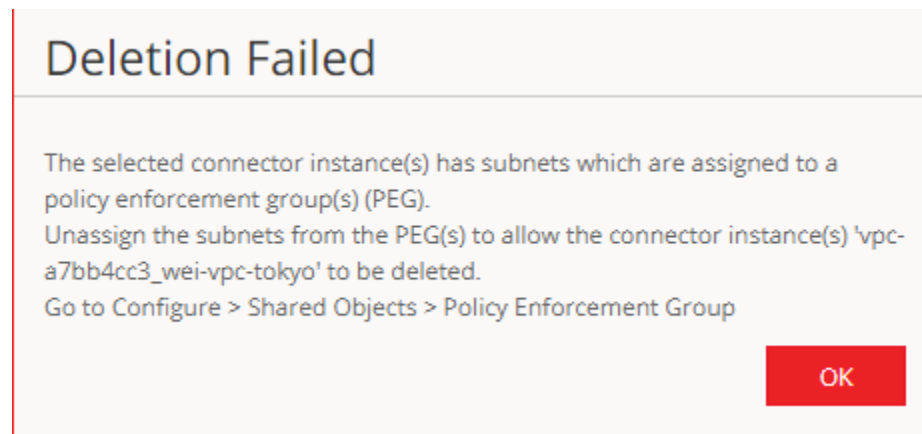 Deletion Failed
The selected connector instance(s) has subnets which are assigned to a
policy enforcement group(s) (PEG).
Unassign the subnets from the PEG(s) to allow the connector instance(s) 'vpc-
a7bb4cc3_wei-vpc-tokyo' to be deleted.
Go to Configure > Shared Objects > Policy Enforcement Group
OK